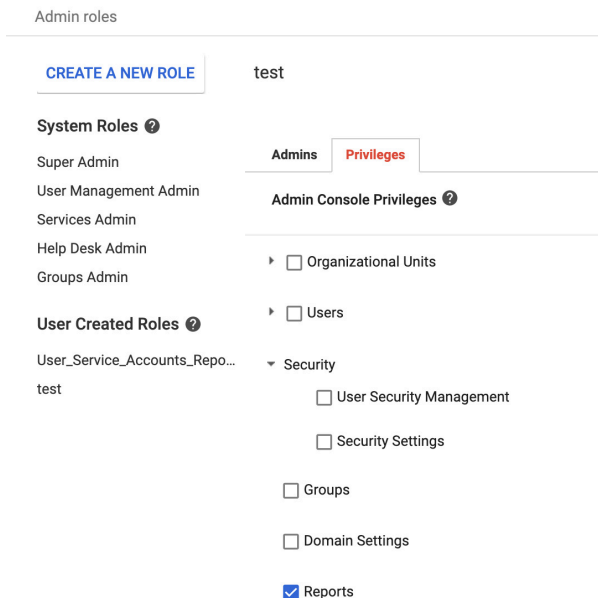 Admin roles
CREATE A NEW ROLE
test
System Roles ?
Super Admin
User Management Admin
Services Admin
Help Desk Admin
Groups Admin
User Created Roles ?
User_Service_Accounts_Repo...
test
Admins
Privileges
Admin Console Privileges ?
Organizational Units
Users
Security
User Security Management
Security Settings
Groups
Domain Settings
Reports